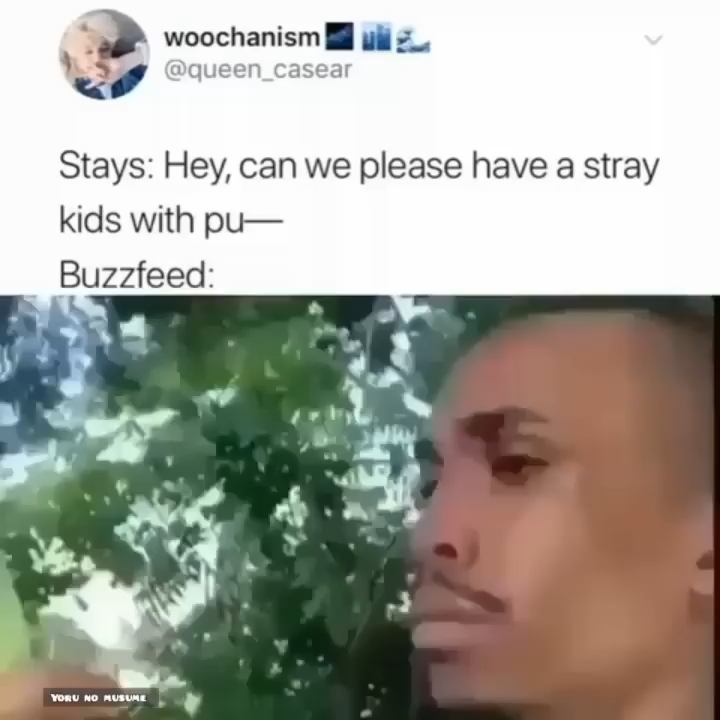 woochanism
@queen_casear
Stays: Hey, can we please have a stray
kids with pu—
Buzzfeed:
YORU NO MUSUME